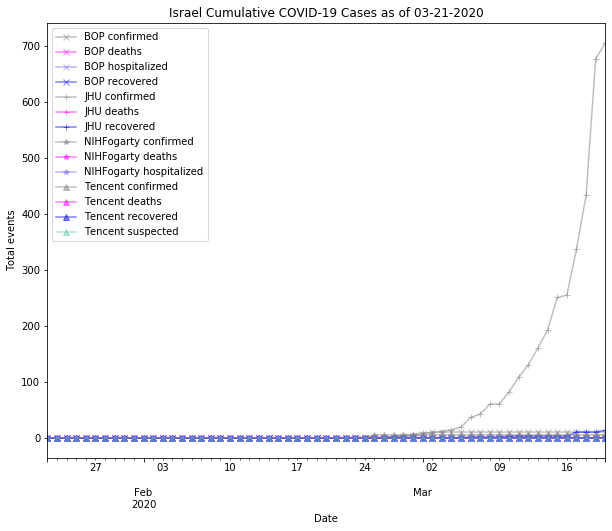 Israel Cumulative COVID-19 Cases as of 03-21-2020
BOP confirmed
BOP deaths
BOP hospitalized
BOP recovered
JHU confirmed
JHU deaths
JHU recovered
NIHFogarty confirmed
NIHFogarty deaths
NIHFogarty hospitalized
Tencent confirmed
Tencent deaths
Tencent recovered
Tencent suspected
700
600
500
400
300
200
100
0
Total events
27 03 10 17 24 02 09 16
Feb Mar
2020
Date